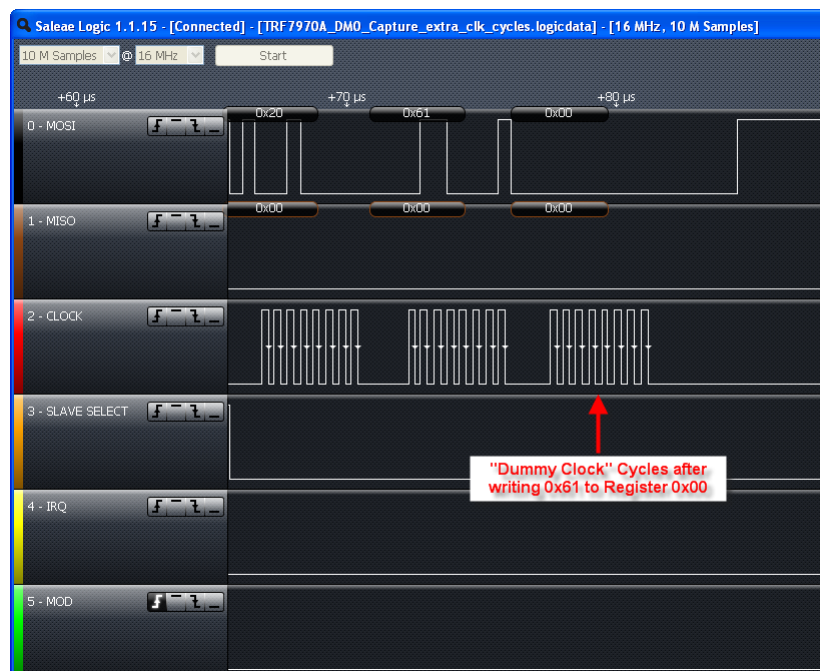 Saleae Logic 1.1.15 - [Connected] - [TRF7970A_DM0_Capture_extra_clk_cycles.logicdata] - [16 MHz, 10 M Samples]
10 M Samples @ 16 MHz Start
+60 µs +70 µs +80 µs
0 - MOSI 0x20 0x61 0x00
1 - MISO 0x00 0x00 0x00
2 - CLOCK
3 - SLAVE SELECT
"Dummy Clock" Cycles after
writing 0x61 to Register 0x00
4 - IRQ
5 - MOD